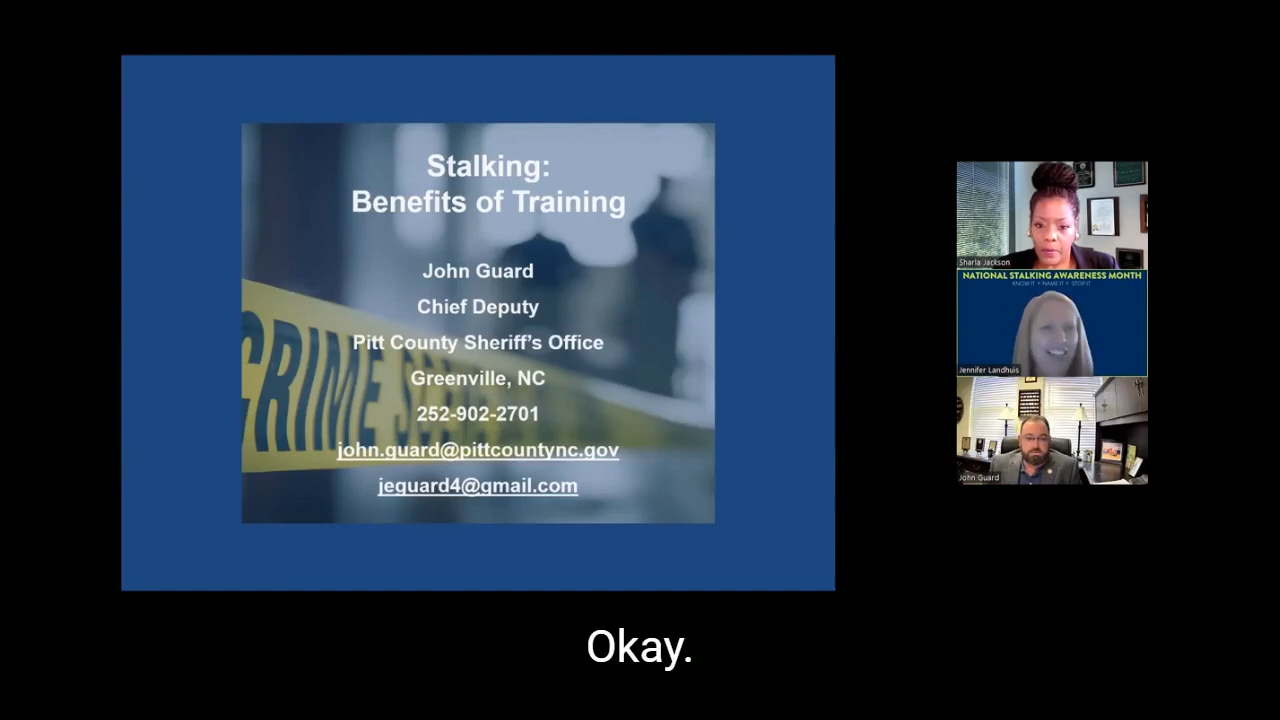 Stalking:
Benefits of Training
John Guard
Chief Deputy
Pitt County Sheriff's Office
Greenville, NC
252-902-2701
john.guard@pittcountync.gov
jeguard4@gmail.com
CRIME SCE
Sharla Jackson
NATIONAL STALKING AWARENESS MONTH
KNOW IT • NAME IT • STOP IT
Jennifer Landhuis
John Guard
Okay.